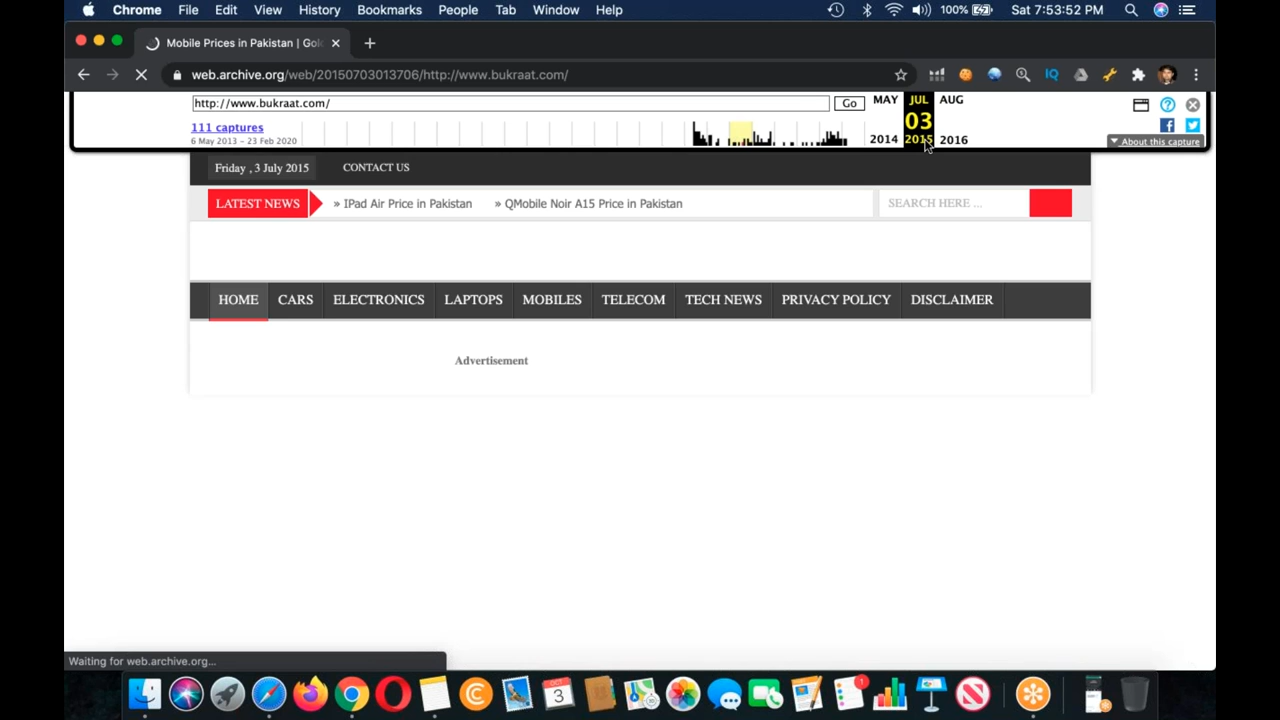 Chrome File Edit View History Bookmarks People Tab Window Help 100% Sat 7:53:52 PM
Mobile Prices in Pakistan | Gol
web.archive.org/web/20150703013706/http://www.bukraat.com/
http://www.bukraat.com/ Go MAY JUL AUG
111 captures 03
6 May 2013 – 23 Feb 2020 2014 2015 2016 About this capture
Friday , 3 July 2015 CONTACT US
LATEST NEWS » IPad Air Price in Pakistan » QMobile Noir A15 Price in Pakistan SEARCH HERE ...
HOME CARS ELECTRONICS LAPTOPS MOBILES TELECOM TECH NEWS PRIVACY POLICY DISCLAIMER
Advertisement
Waiting for web.archive.org...
3
1